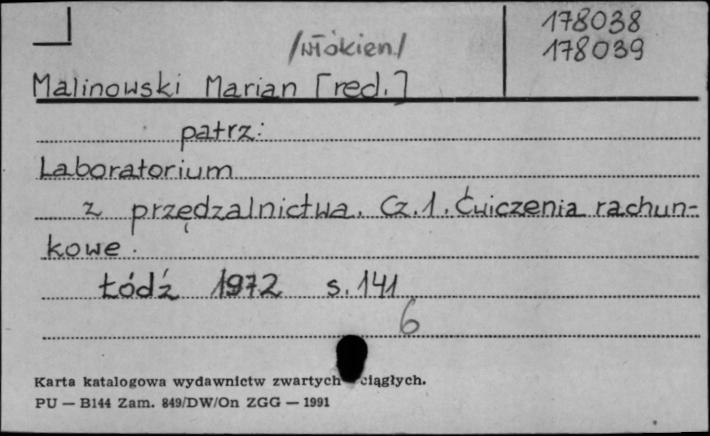 178038
/włókien/ 178039
Malinowski Marian [red.]
patrz:
Laboratorium
z przędzalnictwa. Cz.1. Ćwiczenia rachun-
kowe.
Łódź 1972 s. 141
6
Karta katalogowa wydawnictw zwartych ciągłych.
PU — B144 Zam. 849/DW/On ZGG — 1991